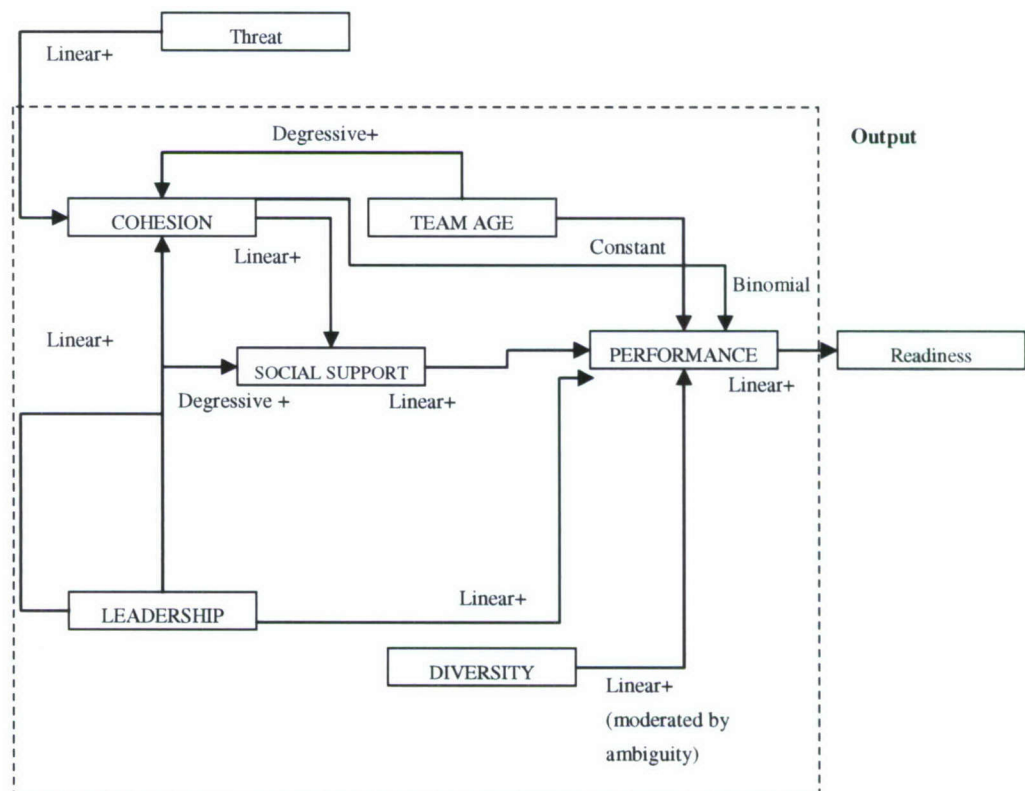 Threat
Linear+
Degressive+
Output
COHESION
TEAM AGE
Linear+
Constant
Binomial
Linear+
SOCIAL SUPPORT
PERFORMANCE
Readiness
Degressive +
Linear+
Linear+
LEADERSHIP
Linear+
DIVERSITY
Linear+
(moderated by
ambiguity)